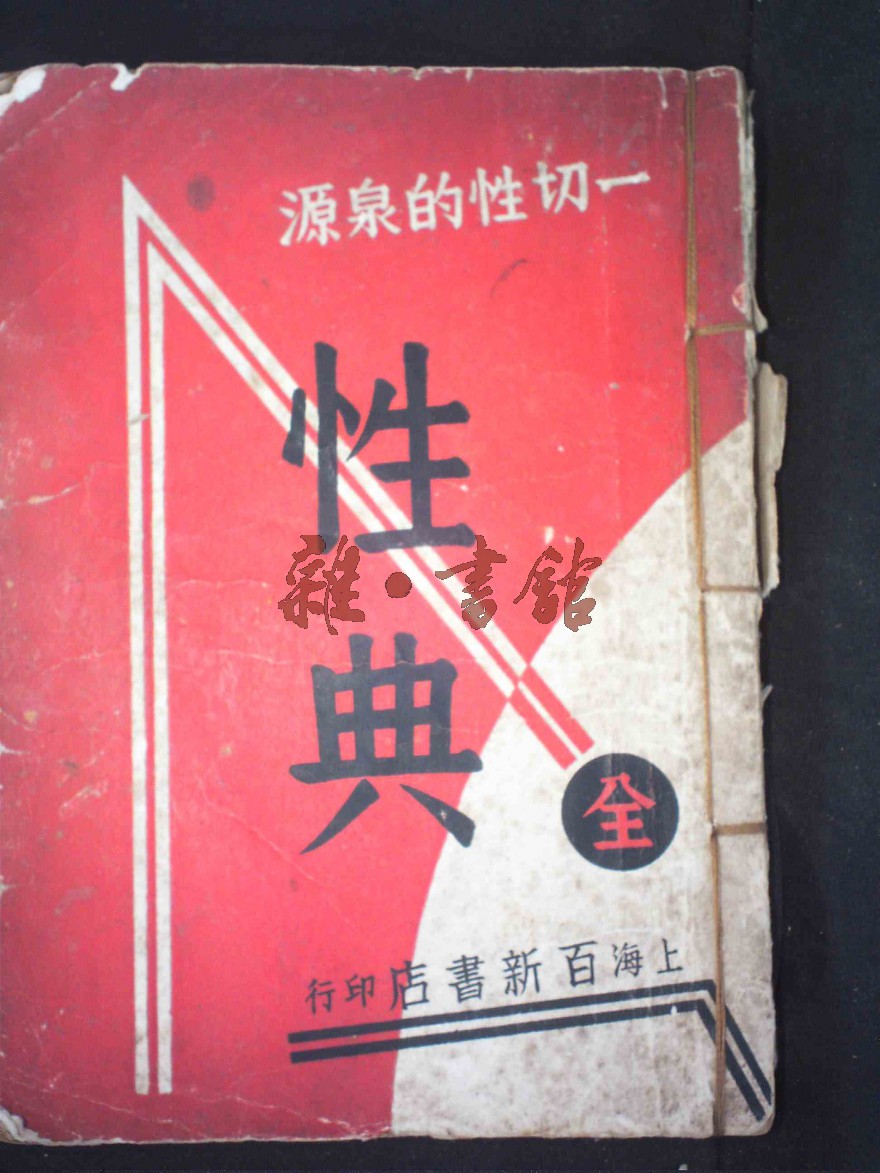 一切性的泉源
性典
雜·書館
全
上海百新書店印行